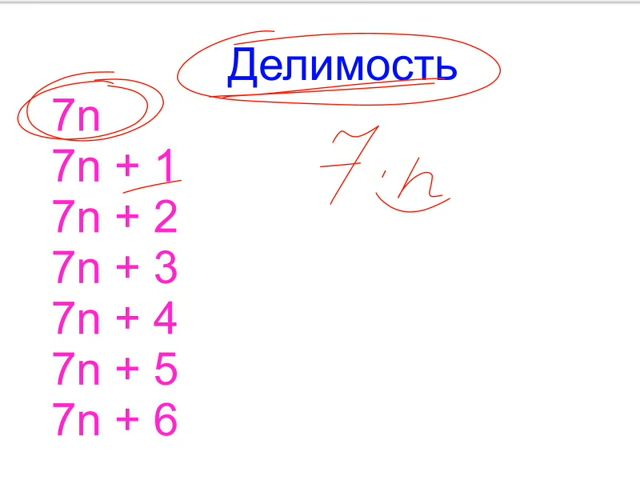 Делимость
7n
7n + 1
7 · n
7n + 2
7n + 3
7n + 4
7n + 5
7n + 6